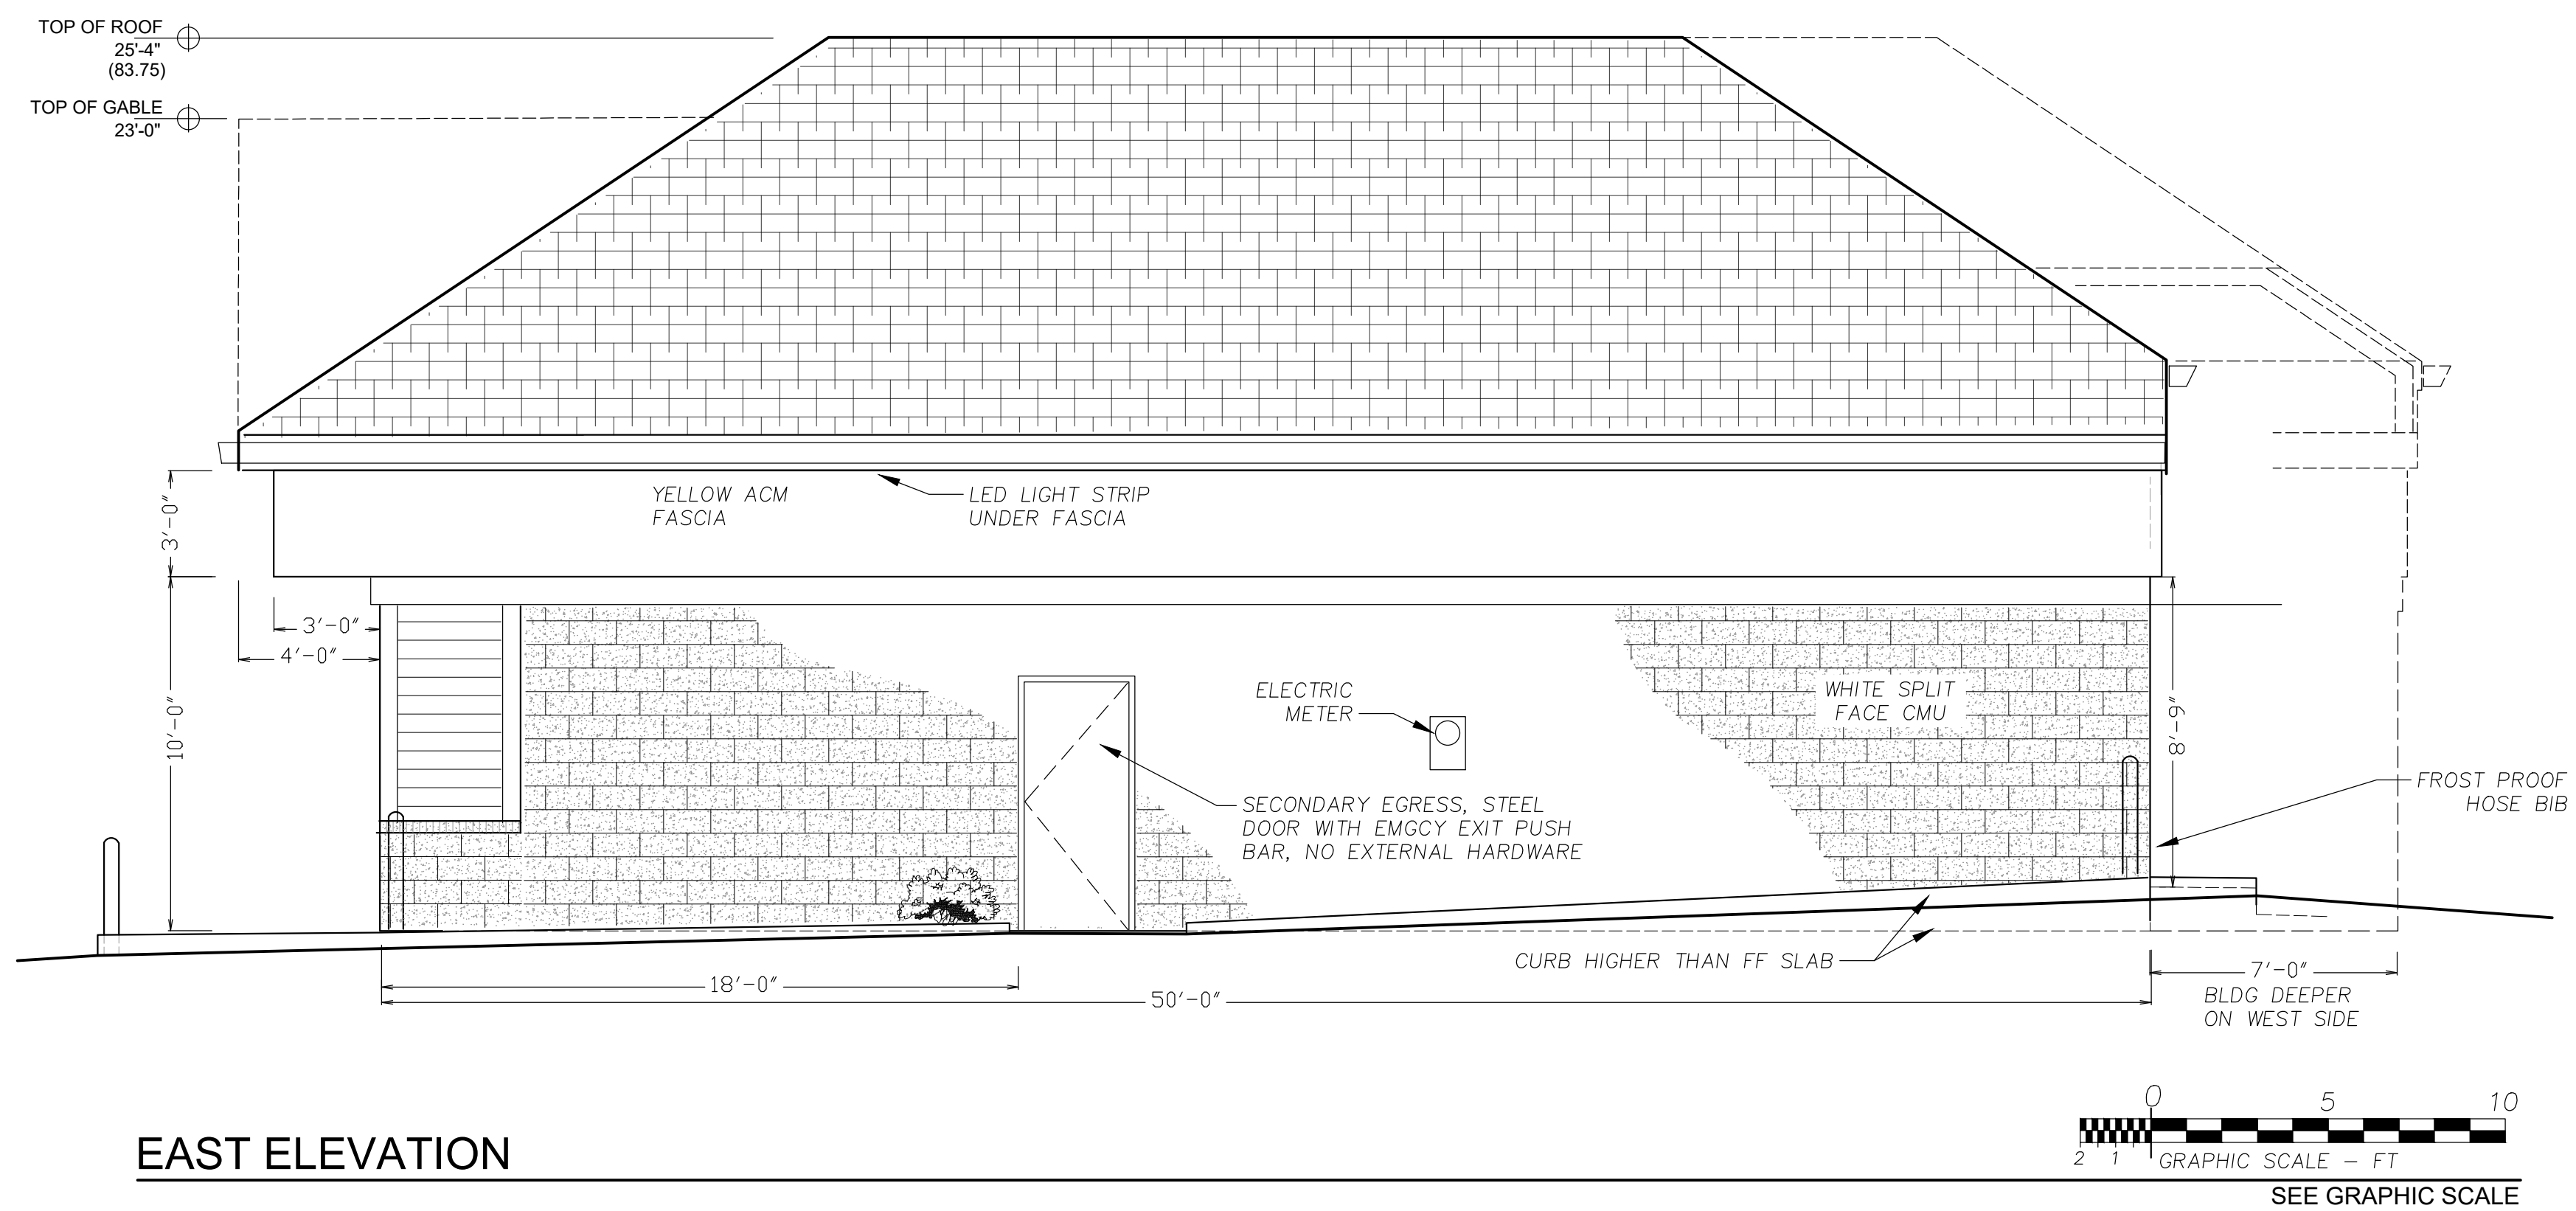 TOP OF ROOF
25'-4"
(83.75)
TOP OF GABLE
23'-0"
YELLOW ACM
FASCIA
LED LIGHT STRIP
UNDER FASCIA
3'-0"
3'-0"
4'-0"
10'-0"
ELECTRIC
METER
WHITE SPLIT
FACE CMU
8'-9"
FROST PROOF
HOSE BIB
SECONDARY EGRESS, STEEL
DOOR WITH EMGCY EXIT PUSH
BAR, NO EXTERNAL HARDWARE
CURB HIGHER THAN FF SLAB
18'-0"
50'-0"
7'-0"
BLDG DEEPER
ON WEST SIDE
0 5 10
2 1 GRAPHIC SCALE - FT
EAST ELEVATION
SEE GRAPHIC SCALE